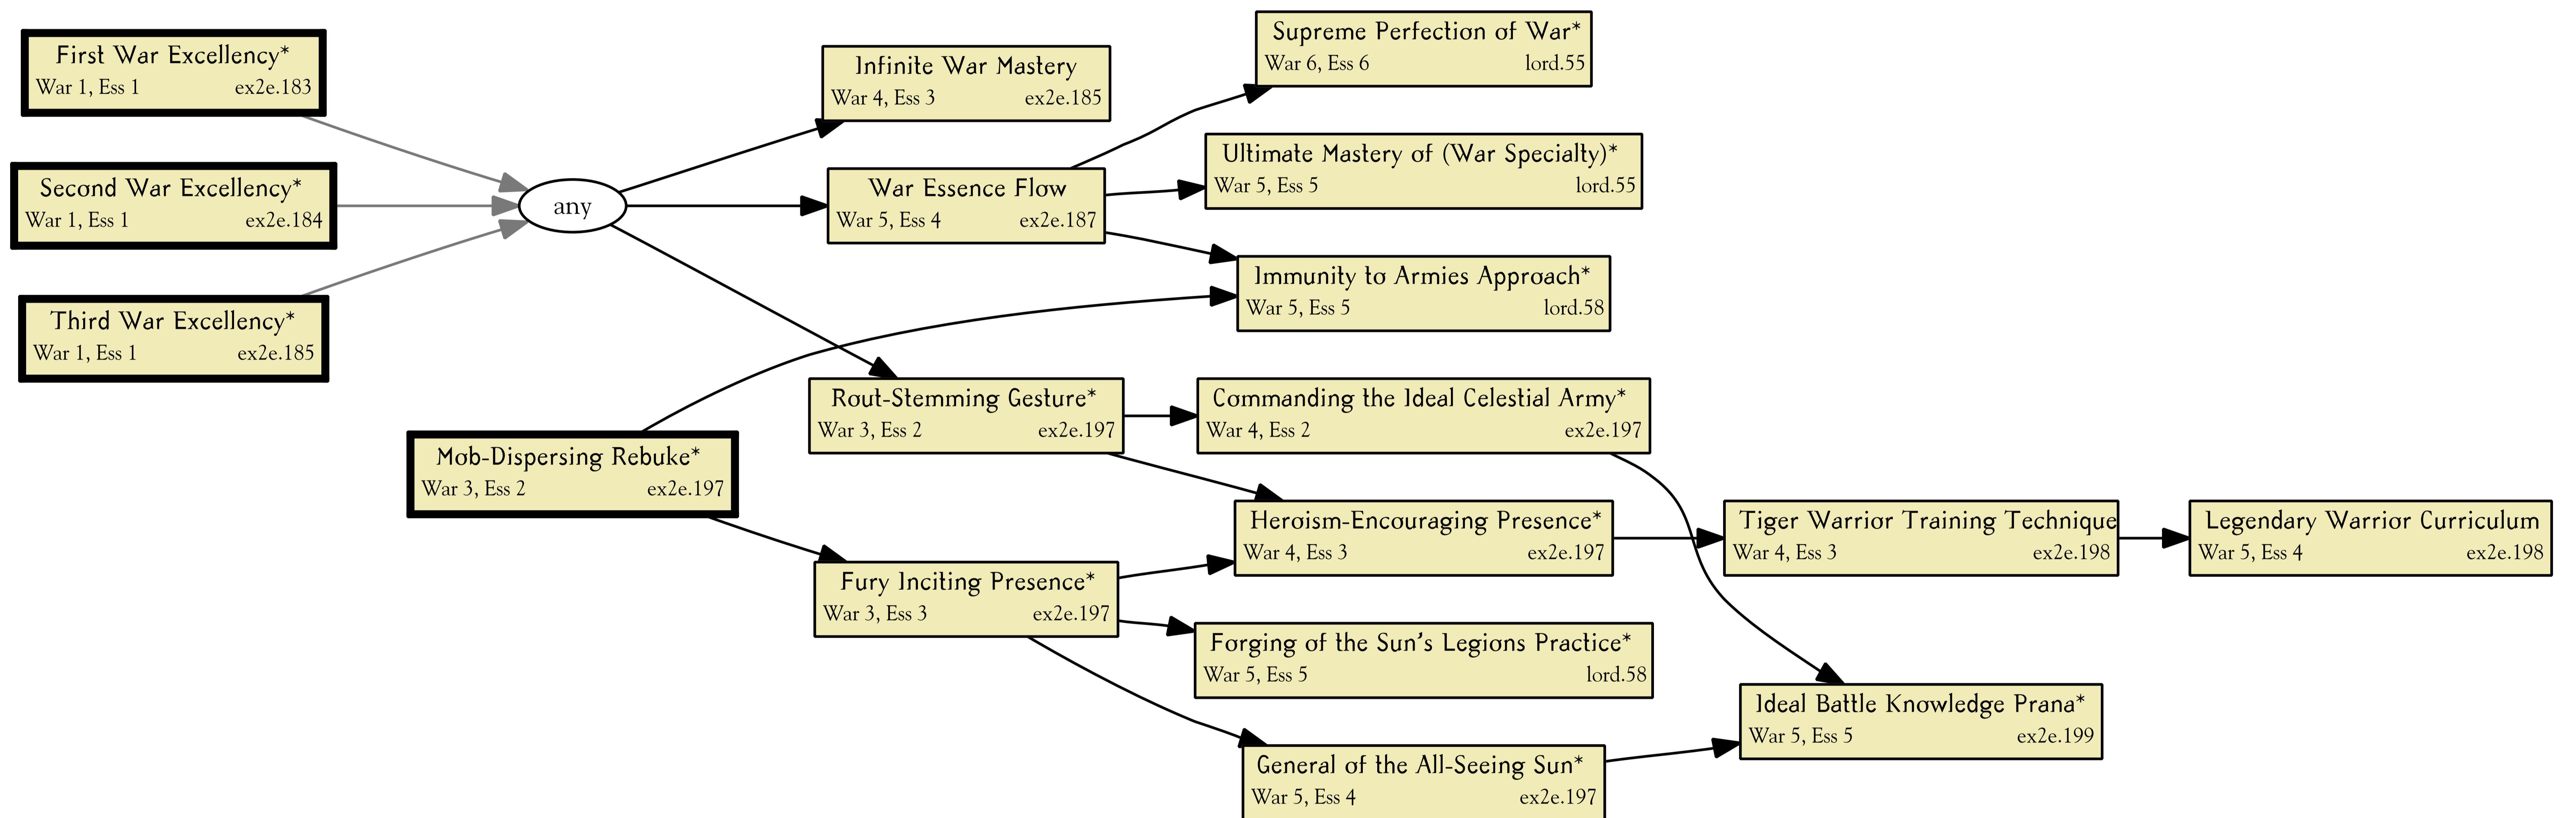 First War Excellency*
War 1, Ess 1 ex2e.183
Second War Excellency*
War 1, Ess 1 ex2e.184
Third War Excellency*
War 1, Ess 1 ex2e.185
any
Mob-Dispersing Rebuke*
War 3, Ess 2 ex2e.197
Infinite War Mastery
War 4, Ess 3 ex2e.185
War Essence Flow
War 5, Ess 4 ex2e.187
Rout-Stemming Gesture*
War 3, Ess 2 ex2e.197
Fury Inciting Presence*
War 3, Ess 3 ex2e.197
Supreme Perfection of War*
War 6, Ess 6 lord.55
Ultimate Mastery of (War Specialty)*
War 5, Ess 5 lord.55
Immunity to Armies Approach*
War 5, Ess 5 lord.58
Commanding the Ideal Celestial Army*
War 4, Ess 2 ex2e.197
Heroism-Encouraging Presence*
War 4, Ess 3 ex2e.197
Forging of the Sun's Legions Practice*
War 5, Ess 5 lord.58
General of the All-Seeing Sun*
War 5, Ess 4 ex2e.197
Tiger Warrior Training Technique
War 4, Ess 3 ex2e.198
Ideal Battle Knowledge Prana*
War 5, Ess 5 ex2e.199
Legendary Warrior Curriculum
War 5, Ess 4 ex2e.198